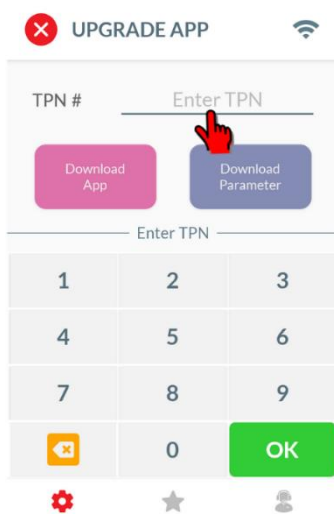 UPGRADE APP
TPN # Enter TPN
Download App
Download Parameter
Enter TPN
1 2 3
4 5 6
7 8 9
0 OK